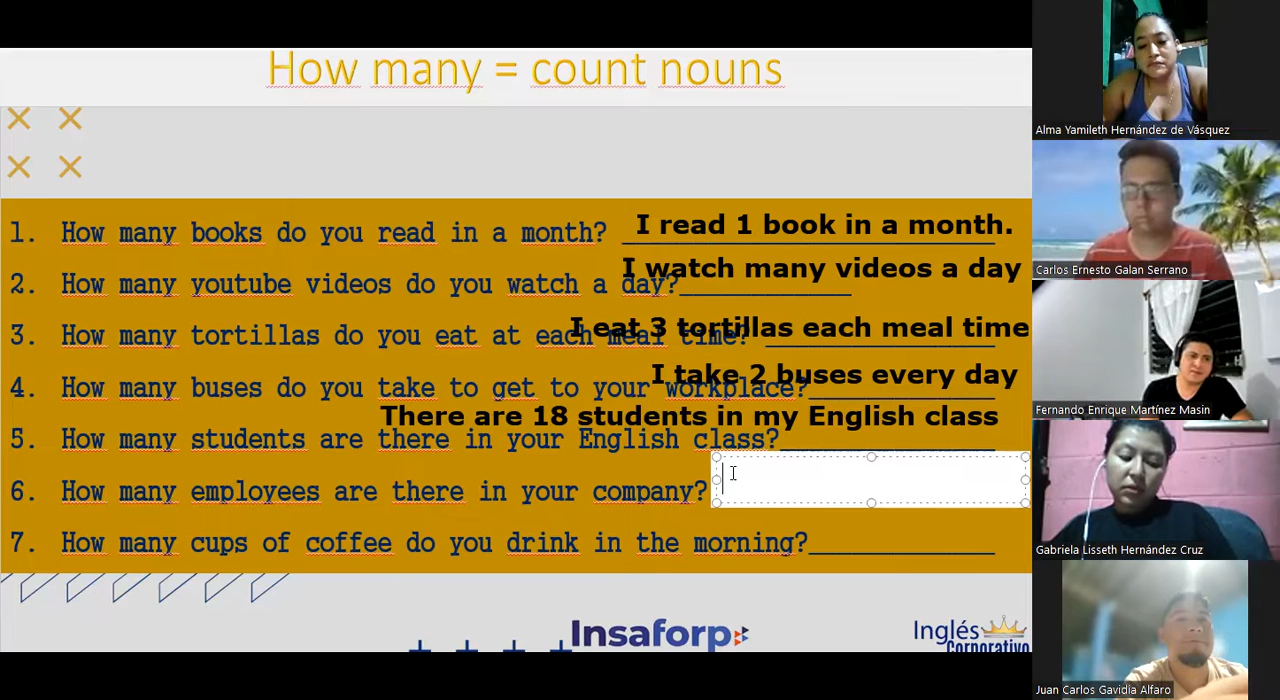 How many = count nouns
1. How many books do you read in a month? I read 1 book in a month.
2. How many youtube videos do you watch a day? I watch many videos a day
3. How many tortillas do you eat at each meal time? I eat 3 tortillas each meal time
4. How many buses do you take to get to your workplace? I take 2 buses every day
There are 18 students in my English class
5. How many students are there in your English class?
6. How many employees are there in your company?
7. How many cups of coffee do you drink in the morning?
Insaforp
Inglés
Corporativo
Alma Yamileth Hernández de Vásquez
Carlos Ernesto Galan Serrano
Fernando Enrique Martínez Masin
Gabriela Lisseth Hernández Cruz
Juan Carlos Gavidia Alfaro